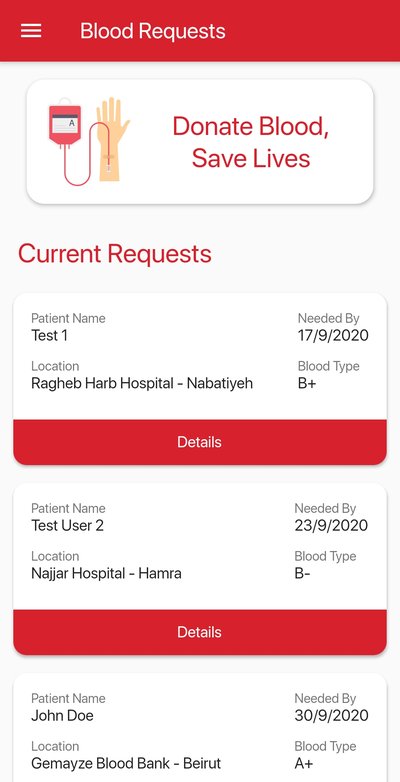 Blood Requests
A
Donate Blood,
Save Lives
Current Requests
Patient Name Needed By
Test 1 17/9/2020
Location Blood Type
Ragheb Harb Hospital - Nabatiyeh B+
Details
Patient Name Needed By
Test User 2 23/9/2020
Location Blood Type
Najjar Hospital - Hamra B-
Details
Patient Name Needed By
John Doe 30/9/2020
Location Blood Type
Gemayze Blood Bank - Beirut A+